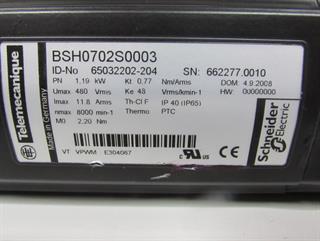 Telemecanique
Made in Germany
BSH0702S0003
ID-No 65032202-204 SN: 662277.0010
PN 1,19 kW Kt 0,77 Nm/Arms DOM 4.9.2008
Umax 480 Vrms Ke 48 Vrms/kmin-1 HW: 00000000
Imax 11.8 Arms Th-Cl F IP 40 (IP65)
nmax 8000 min-1 Thermo PTC
M0 2.20 Nm
VT VPWM E304067
Schneider
Electric